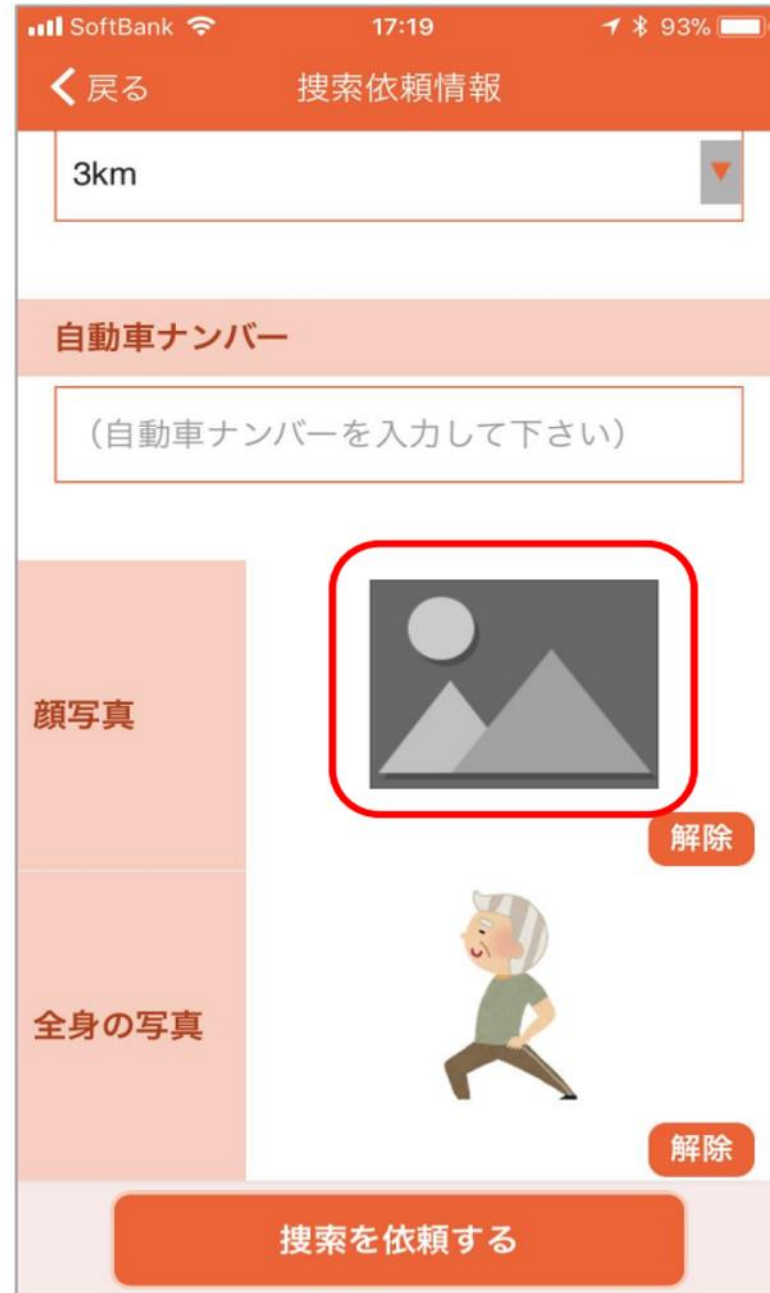 SoftBank 17:19 93%
戻る 捜索依頼情報
3km
自動車ナンバー
（自動車ナンバーを入力して下さい）
顔写真
解除
全身の写真
解除
捜索を依頼する